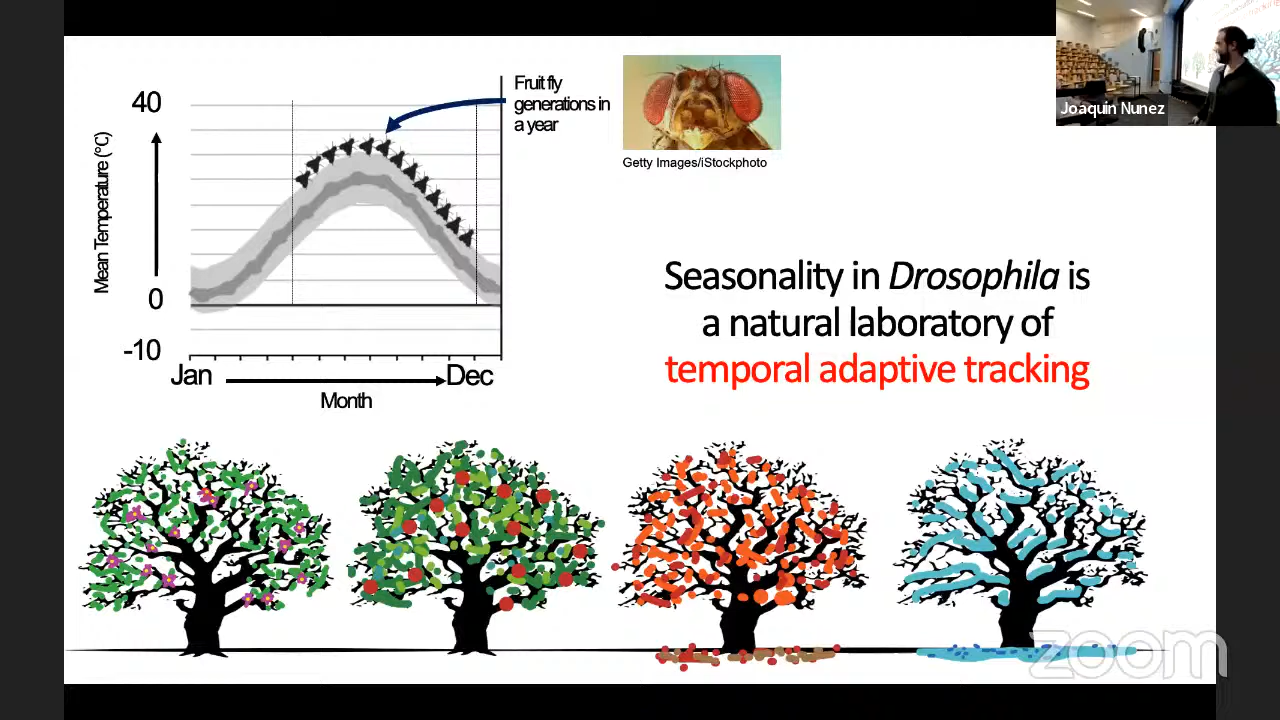 40
Mean Temperature (°C)
0
-10
Jan
Dec
Month
Fruit fly
generations in
a year
Getty Images/iStockphoto
Joaquin Nunez
Seasonality in Drosophila is
a natural laboratory of
temporal adaptive tracking
zoom